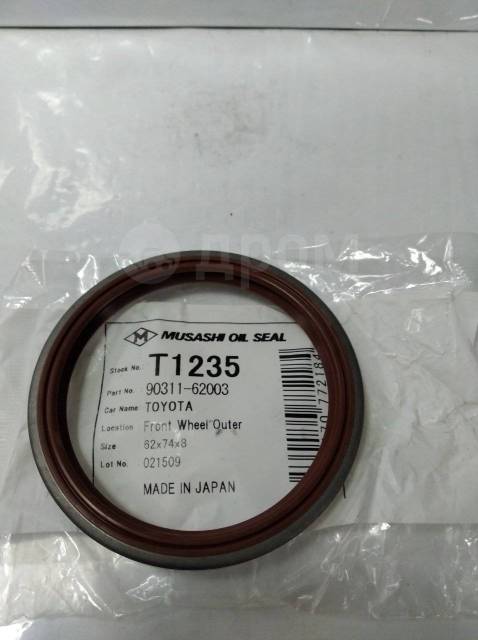 дром
MUSASHI OIL SEAL
Stock No. T1235
Part No. 90311-62003
Car Name TOYOTA
Location Front Wheel Outer
Size 62x74x8
Lot No. 021509
MADE IN JAPAN